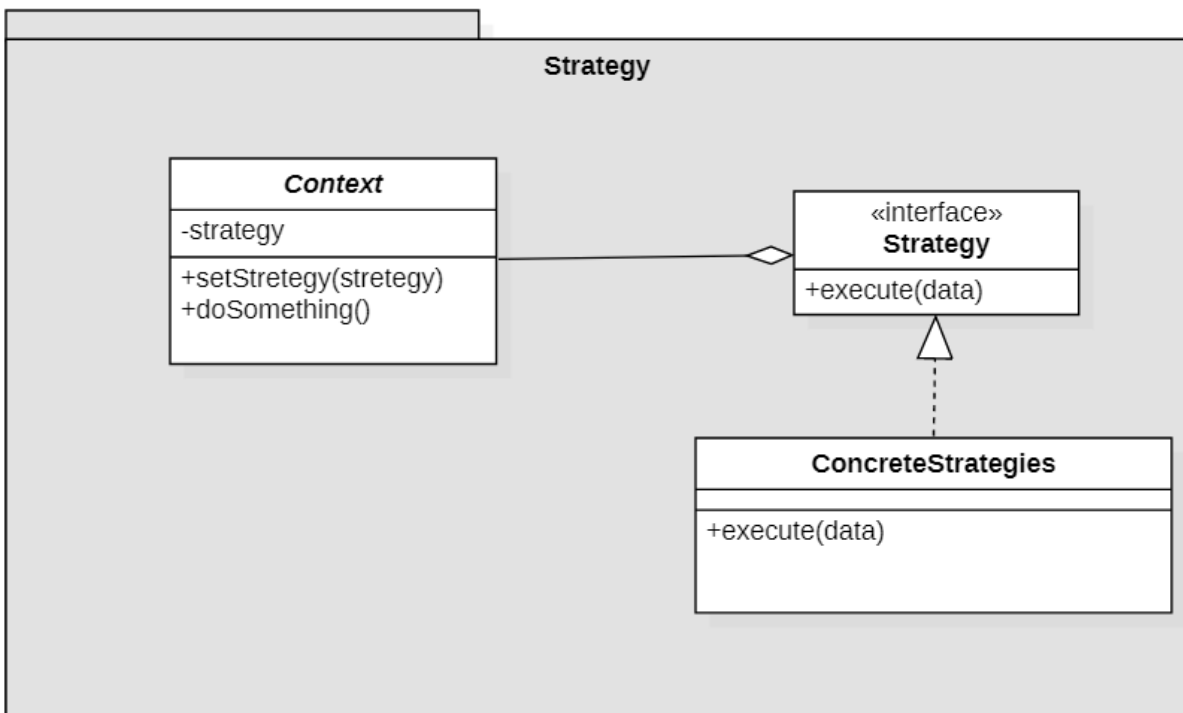 Strategy
Context
-strategy
+setStretegy(stretegy)
+doSomething()
«interface»
Strategy
+execute(data)
ConcreteStrategies
+execute(data)